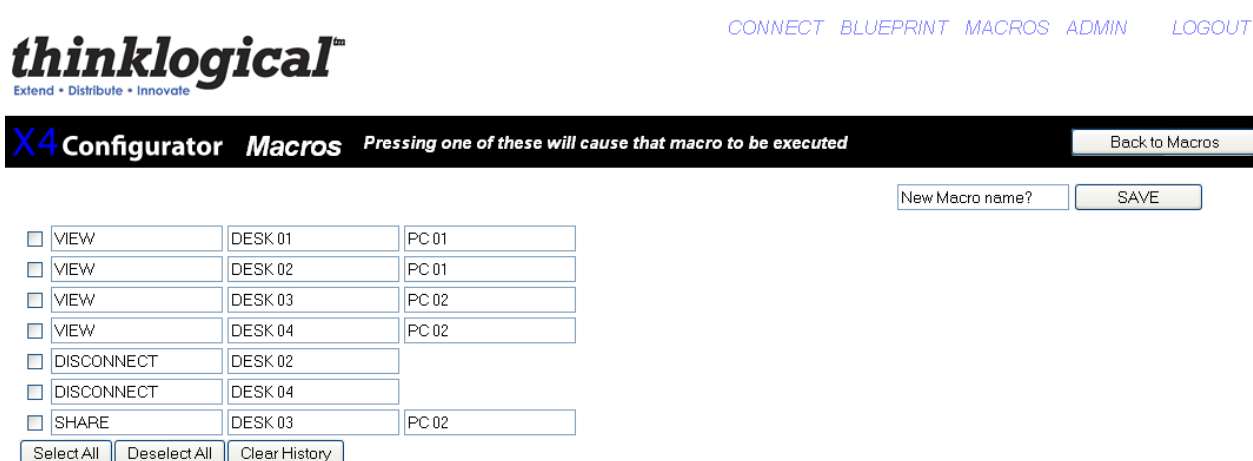 CONNECT BLUEPRINT MACROS ADMIN LOGOUT
thinklogical™
Extend • Distribute • Innovate
X4 Configurator Macros Pressing one of these will cause that macro to be executed Back to Macros
New Macro name? SAVE
VIEW DESK 01 PC 01
VIEW DESK 02 PC 01
VIEW DESK 03 PC 02
VIEW DESK 04 PC 02
DISCONNECT DESK 02
DISCONNECT DESK 04
SHARE DESK 03 PC 02
Select All Deselect All Clear History